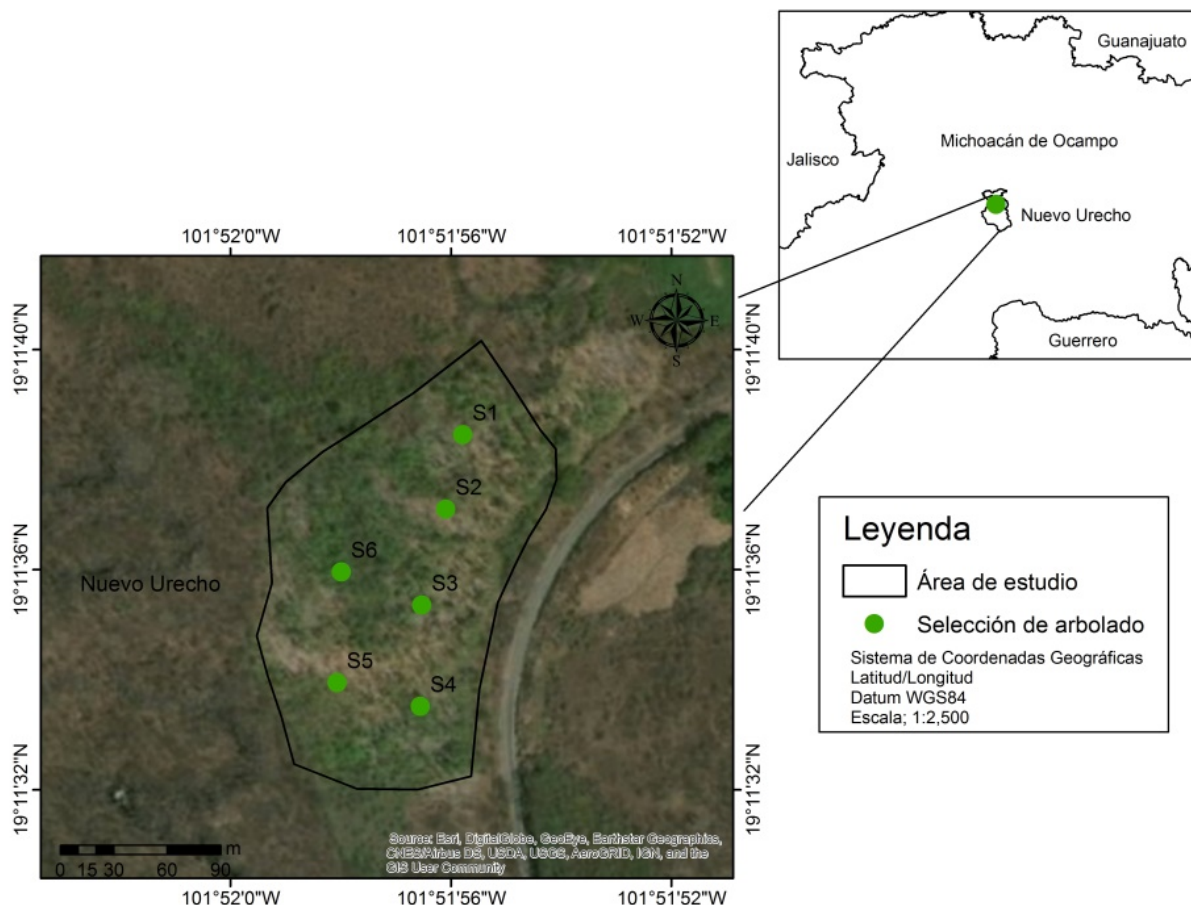 Guanajuato
Michoacán de Ocampo
Jalisco
Nuevo Urecho
Guerrero
101°52'0"W
101°51'56"W
101°51'52"W
N
W
E
S
19°11'40"N
19°11'40"N
S1
S2
S6
S3
S5
S4
Nuevo Urecho
19°11'36"N
19°11'36"N
19°11'32"N
19°11'32"N
Source: Esri, DigitalGlobe, GeoEye, Earthstar Geographics,
CNES/Airbus DS, USDA, USGS, AeroGRID, IGN, and the
GIS User Community
m
0 15 30 60 90
101°52'0"W
101°51'56"W
101°51'52"W
Leyenda
Área de estudio
Selección de arbolado
Sistema de Coordenadas Geográficas
Latitud/Longitud
Datum WGS84
Escala; 1:2,500